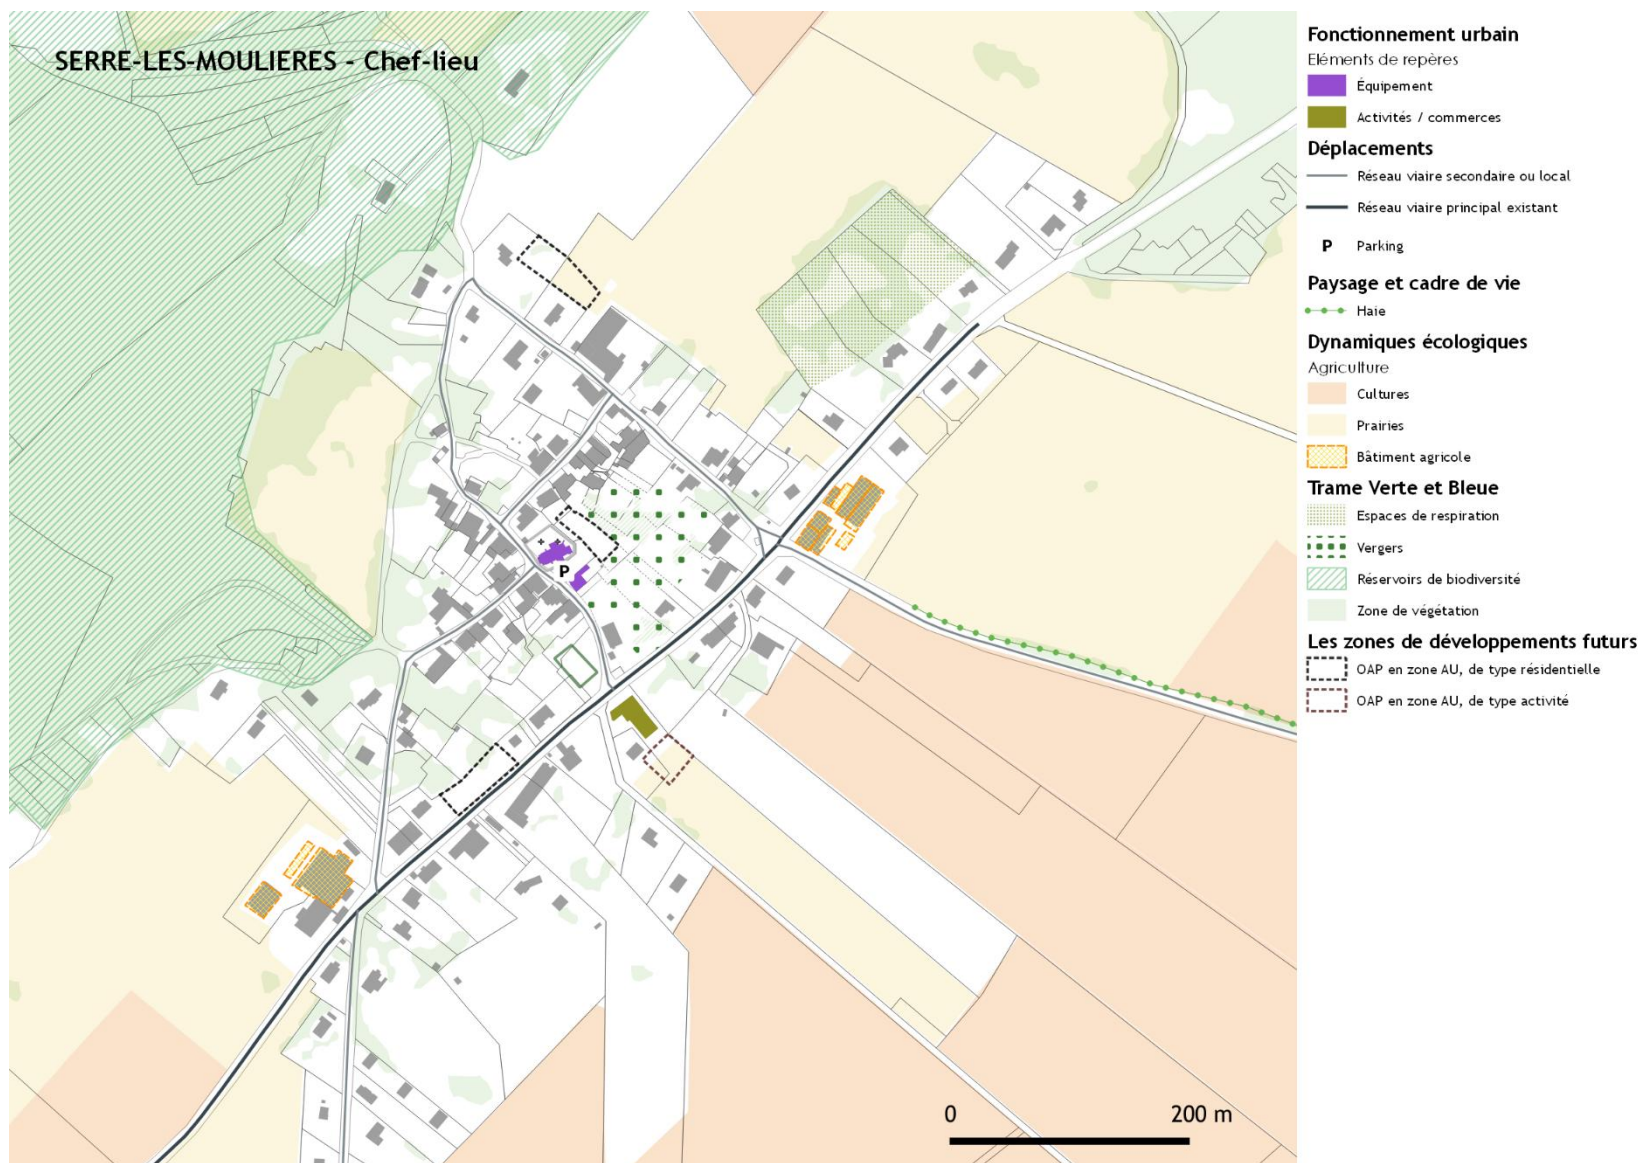 SERRE-LES-MOULIERES - Chef-lieu
P
0 200 m
Fonctionnement urbain
Eléments de repères
Équipement
Activités / commerces
Déplacements
Réseau viaire secondaire ou local
Réseau viaire principal existant
P Parking
Paysage et cadre de vie
Haie
Dynamiques écologiques
Agriculture
Cultures
Prairies
Bâtiment agricole
Trame Verte et Bleue
Espaces de respiration
Vergers
Réservoirs de biodiversité
Zone de végétation
Les zones de développements futurs
OAP en zone AU, de type résidentielle
OAP en zone AU, de type activité